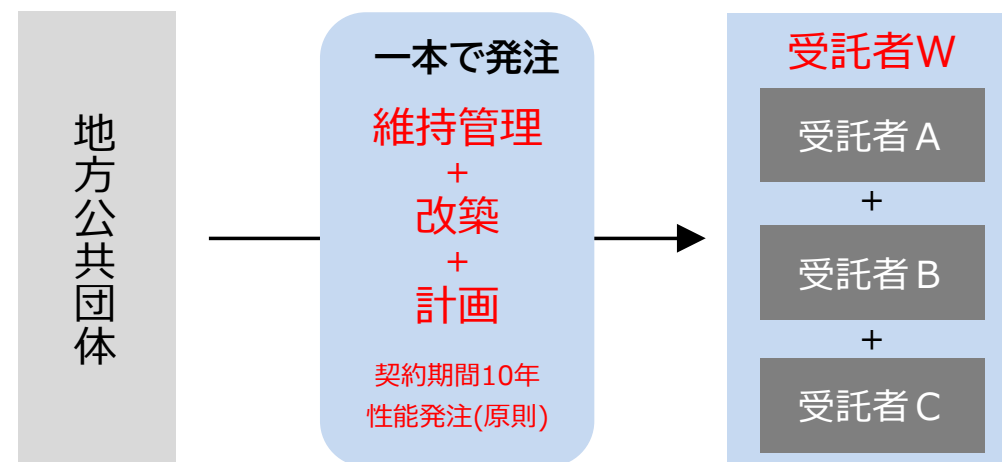 地方公共団体
一本で発注
維持管理
+
改築
+
計画
契約期間10年
性能発注(原則)
受託者W
受託者A
+
受託者B
+
受託者C